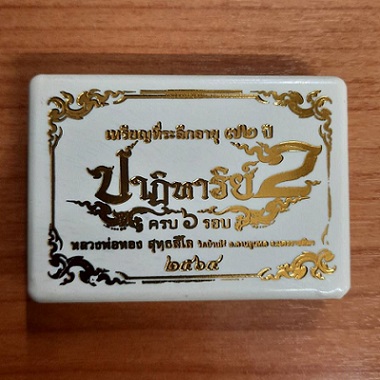 เหรียญที่ระลึกอายุ ๗๒ ปี
ปาฏิหาริย์ 2
ครบ ๖ รอบ
หลวงพ่อทอง สุทธสีโล
๒๕๖๔